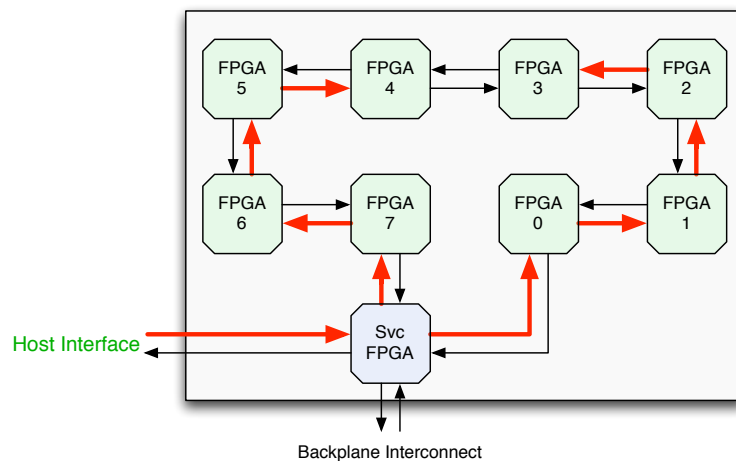 FPGA
5
FPGA
4
FPGA
3
FPGA
2
FPGA
6
FPGA
7
FPGA
0
FPGA
1
Svc
FPGA
Host Interface
Backplane Interconnect